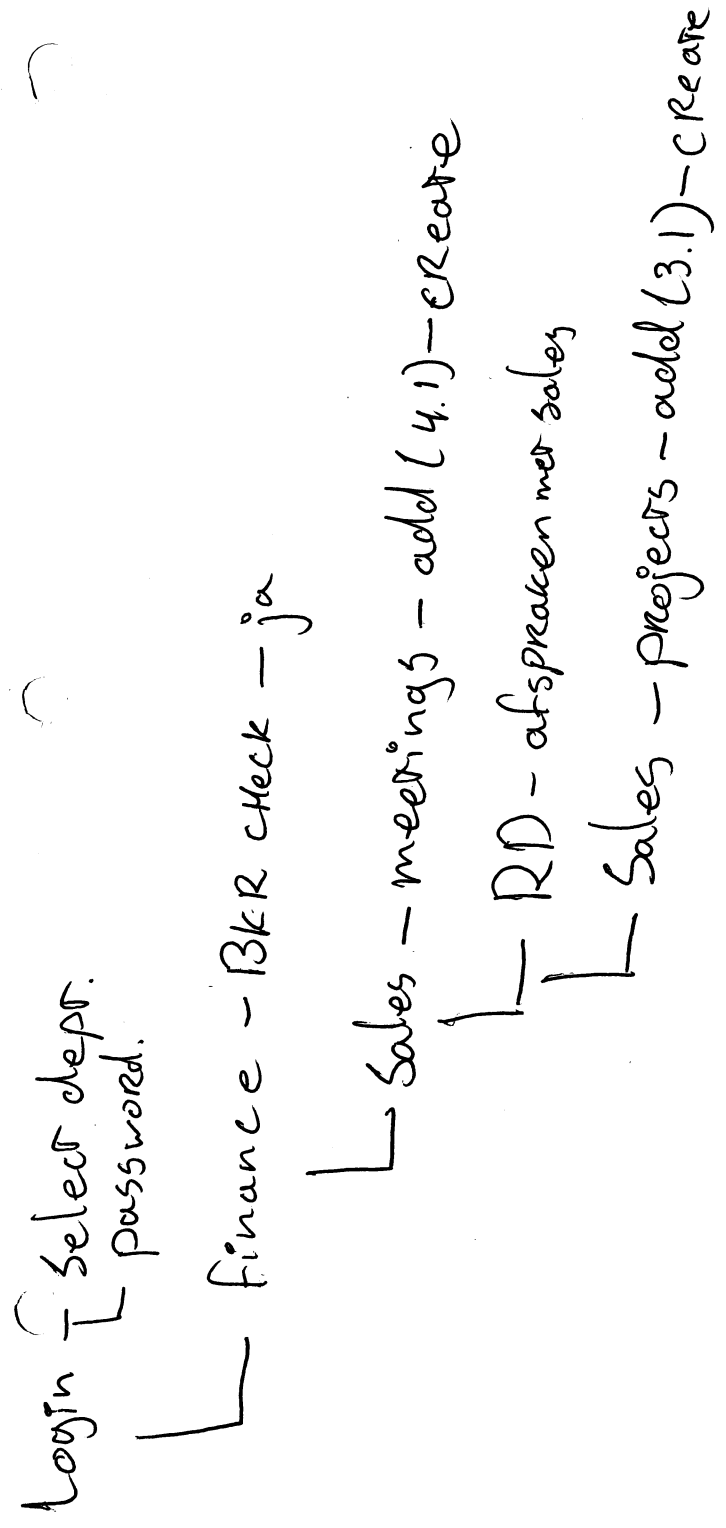 Login - Select dept.
password.
finance - BKR CHeck - ja
Sales - meetings - add (4.1) - cReate
RD - afspRaken met sales
Sales - pRojects - add (3.1) - cReate